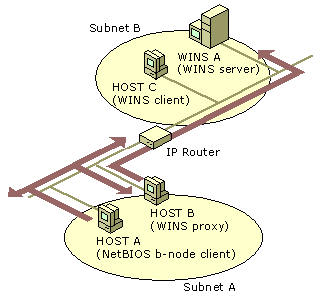 Subnet B
WINS A
(WINS server)
HOST C
(WINS client)
IP Router
HOST B
(WINS proxy)
HOST A
(NetBIOS b-node client)
Subnet A